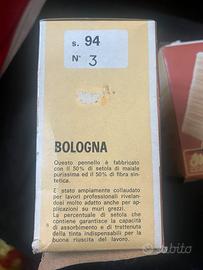 s. 94
N° 3
BOLOGNA
Questo pennello è fabbricato
con il 50% di setola di maiale
purissima ed il 50% di fibra sin-
tetica.
È stato ampiamente collaudato
per lavori professionali rivelan-
dosi molto adatto anche per ap-
plicazioni su muri grezzi.
La percentuale di setola che
contiene garantisce la capacità
di assorbimento e di trattenuta
della tinta indispensabili per la
buona riuscita del lavoro.
subito